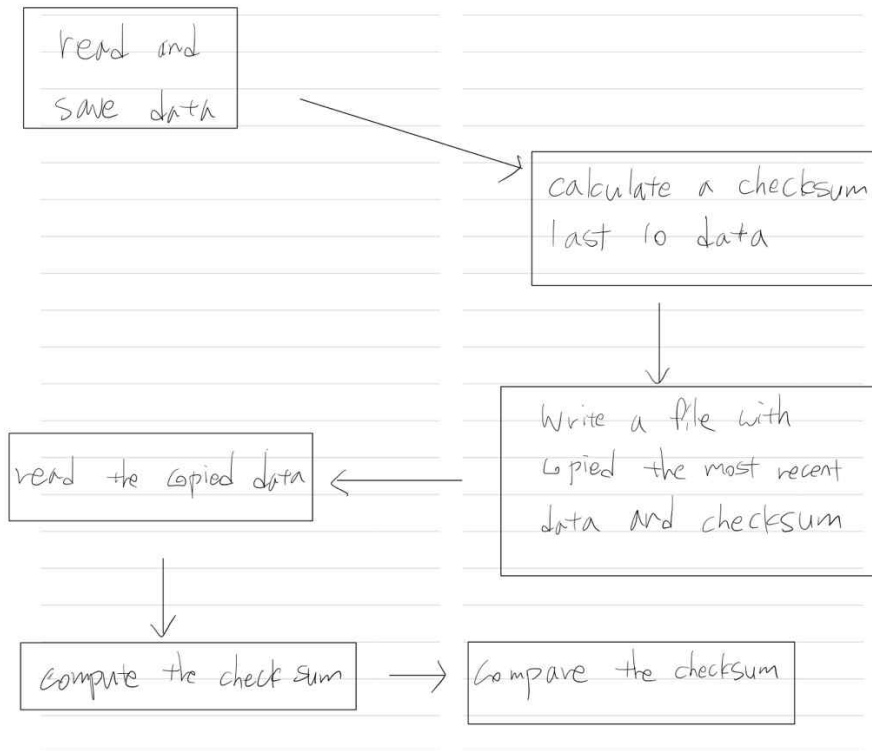 read and
save data
calculate a checksum
last 10 data
Write a file with
copied the most recent
data and checksum
read the copied data
compute the check sum
compare the checksum